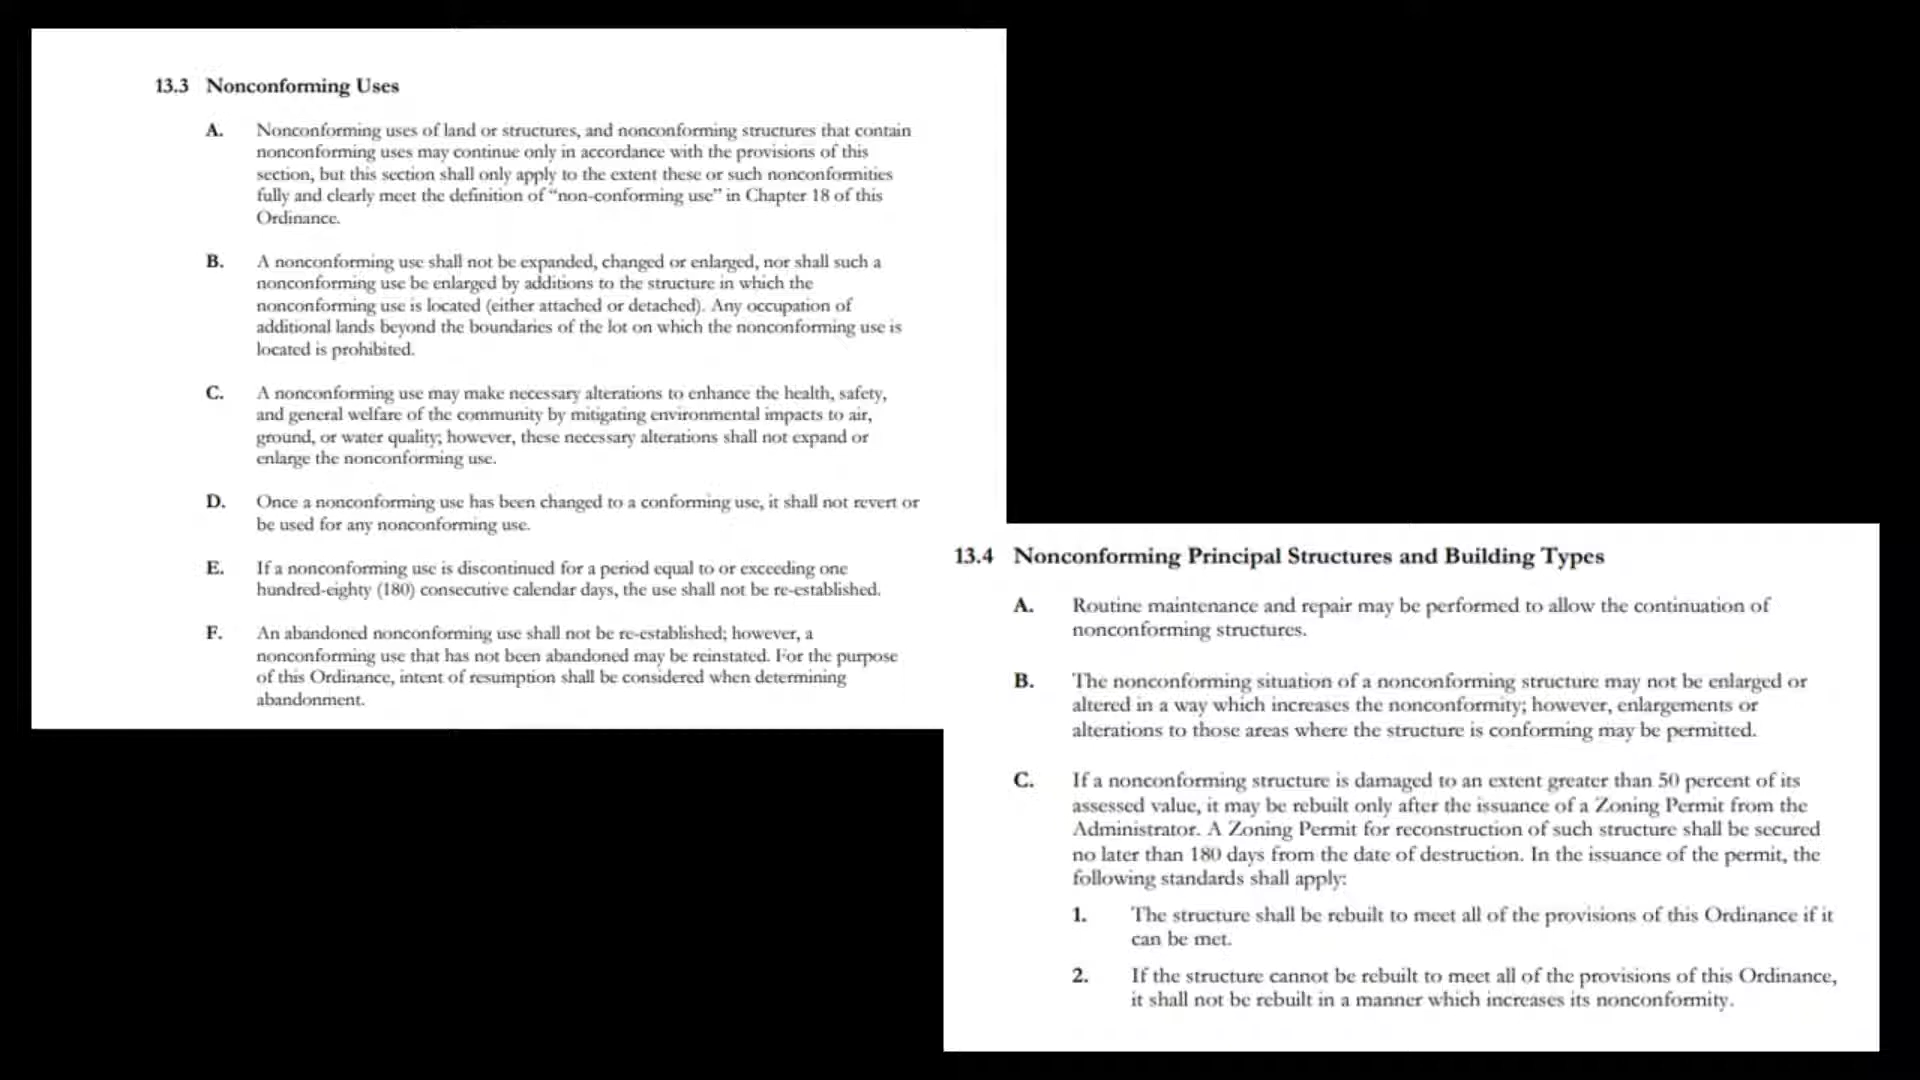 13.3 Nonconforming Uses
A. Nonconforming uses of land or structures, and nonconforming structures that contain
nonconforming uses may continue only in accordance with the provisions of this
section, but this section shall only apply to the extent these or such nonconformities
fully and clearly meet the definition of “non-conforming use” in Chapter 18 of this
Ordinance.
B. A nonconforming use shall not be expanded, changed or enlarged, nor shall such a
nonconforming use be enlarged by additions to the structure in which the
nonconforming use is located (either attached or detached). Any occupation of
additional lands beyond the boundaries of the lot on which the nonconforming use is
located is prohibited.
C. A nonconforming use may make necessary alterations to enhance the health, safety,
and general welfare of the community by mitigating environmental impacts to air,
ground, or water quality; however, these necessary alterations shall not expand or
enlarge the nonconforming use.
D. Once a nonconforming use has been changed to a conforming use, it shall not revert or
be used for any nonconforming use.
E. If a nonconforming use is discontinued for a period equal to or exceeding one
hundred-eighty (180) consecutive calendar days, the use shall not be re-established.
F. An abandoned nonconforming use shall not be re-established; however, a
nonconforming use that has not been abandoned may be reinstated. For the purpose
of this Ordinance, intent of resumption shall be considered when determining
abandonment.
13.4 Nonconforming Principal Structures and Building Types
A. Routine maintenance and repair may be performed to allow the continuation of
nonconforming structures.
B. The nonconforming situation of a nonconforming structure may not be enlarged or
altered in a way which increases the nonconformity; however, enlargements or
alterations to those areas where the structure is conforming may be permitted.
C. If a nonconforming structure is damaged to an extent greater than 50 percent of its
assessed value, it may be rebuilt only after the issuance of a Zoning Permit from the
Administrator. A Zoning Permit for reconstruction of such structure shall be secured
no later than 180 days from the date of destruction. In the issuance of the permit, the
following standards shall apply:
1. The structure shall be rebuilt to meet all of the provisions of this Ordinance if it
can be met.
2. If the structure cannot be rebuilt to meet all of the provisions of this Ordinance,
it shall not be rebuilt in a manner which increases its nonconformity.